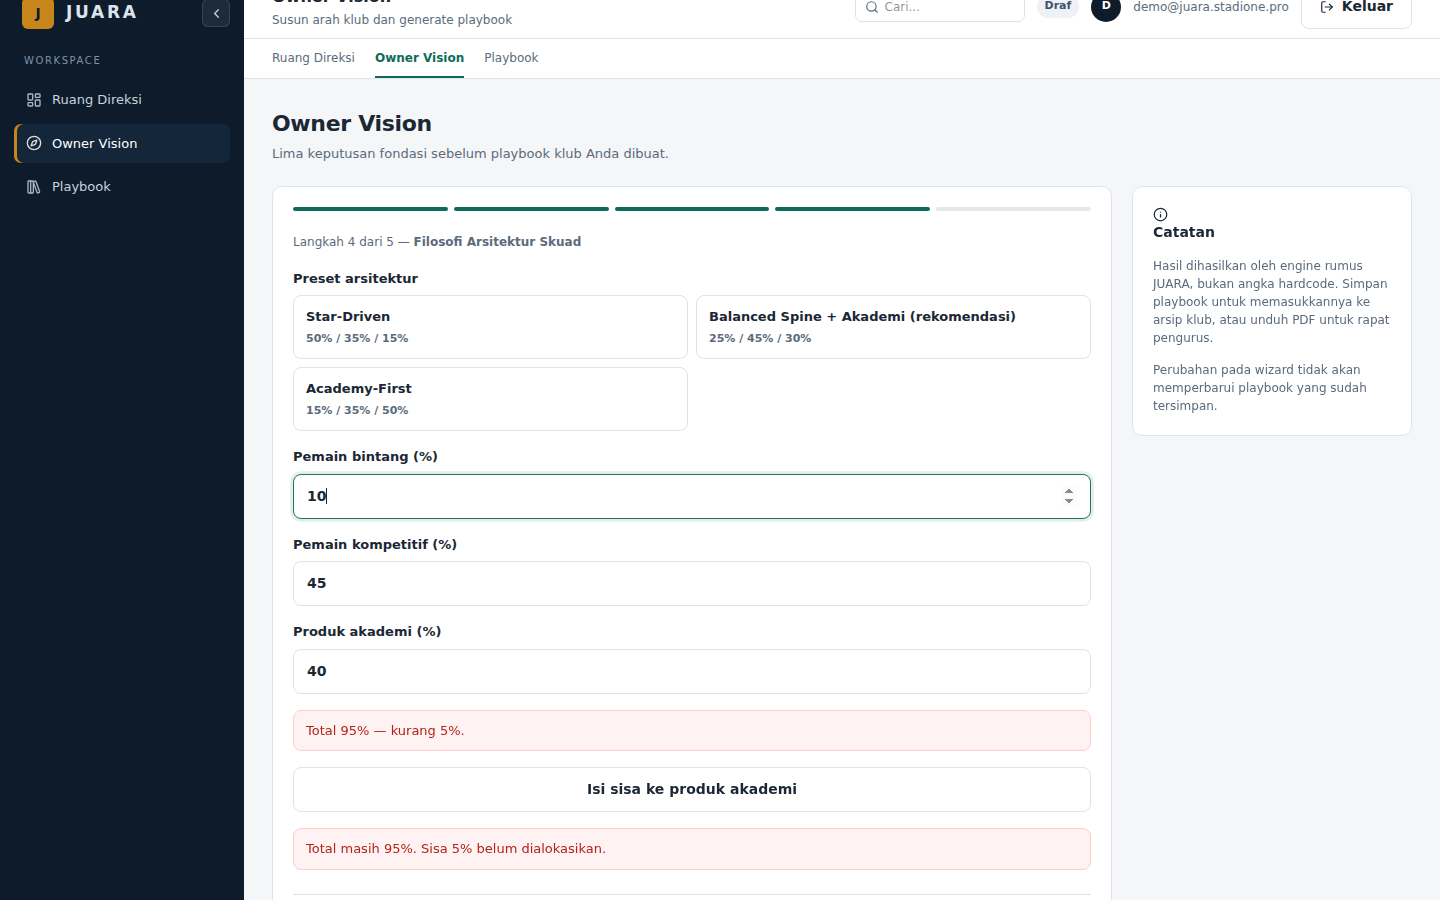 J
JUARA
WORKSPACE
Ruang Direksi
Owner Vision
Playbook
Susun arah klub dan generate playbook
Cari...
Draf
D
demo@juara.stadione.pro
Keluar
Ruang Direksi
Owner Vision
Playbook
Owner Vision
Lima keputusan fondasi sebelum playbook klub Anda dibuat.
Langkah 4 dari 5 — Filosofi Arsitektur Skuad
Preset arsitektur
Star-Driven
50% / 35% / 15%
Balanced Spine + Akademi (rekomendasi)
25% / 45% / 30%
Academy-First
15% / 35% / 50%
Pemain bintang (%)
10
Pemain kompetitif (%)
45
Produk akademi (%)
40
Total 95% — kurang 5%.
Isi sisa ke produk akademi
Total masih 95%. Sisa 5% belum dialokasikan.
Catatan
Hasil dihasilkan oleh engine rumus
JUARA, bukan angka hardcode. Simpan
playbook untuk memasukkannya ke
arsip klub, atau unduh PDF untuk rapat
pengurus.
Perubahan pada wizard tidak akan
memperbarui playbook yang sudah
tersimpan.